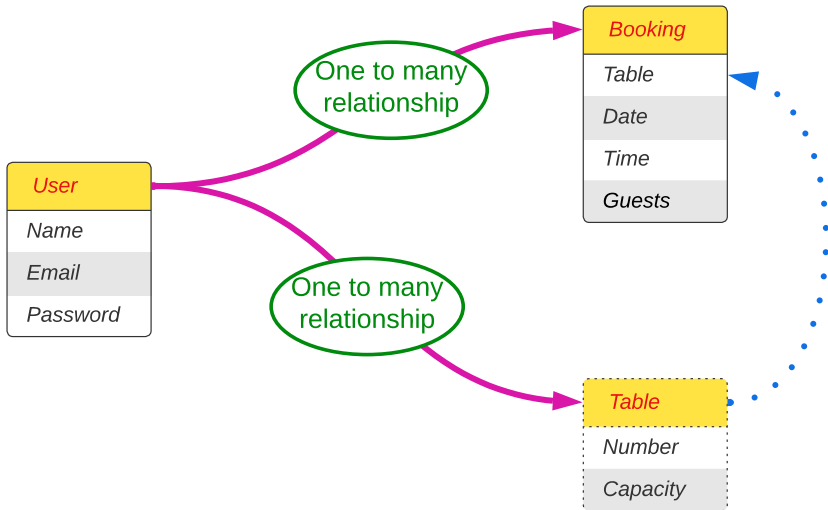 One to many
relationship
Booking
Table
Date
Time
Guests
User
Name
Email
Password
One to many
relationship
Table
Number
Capacity